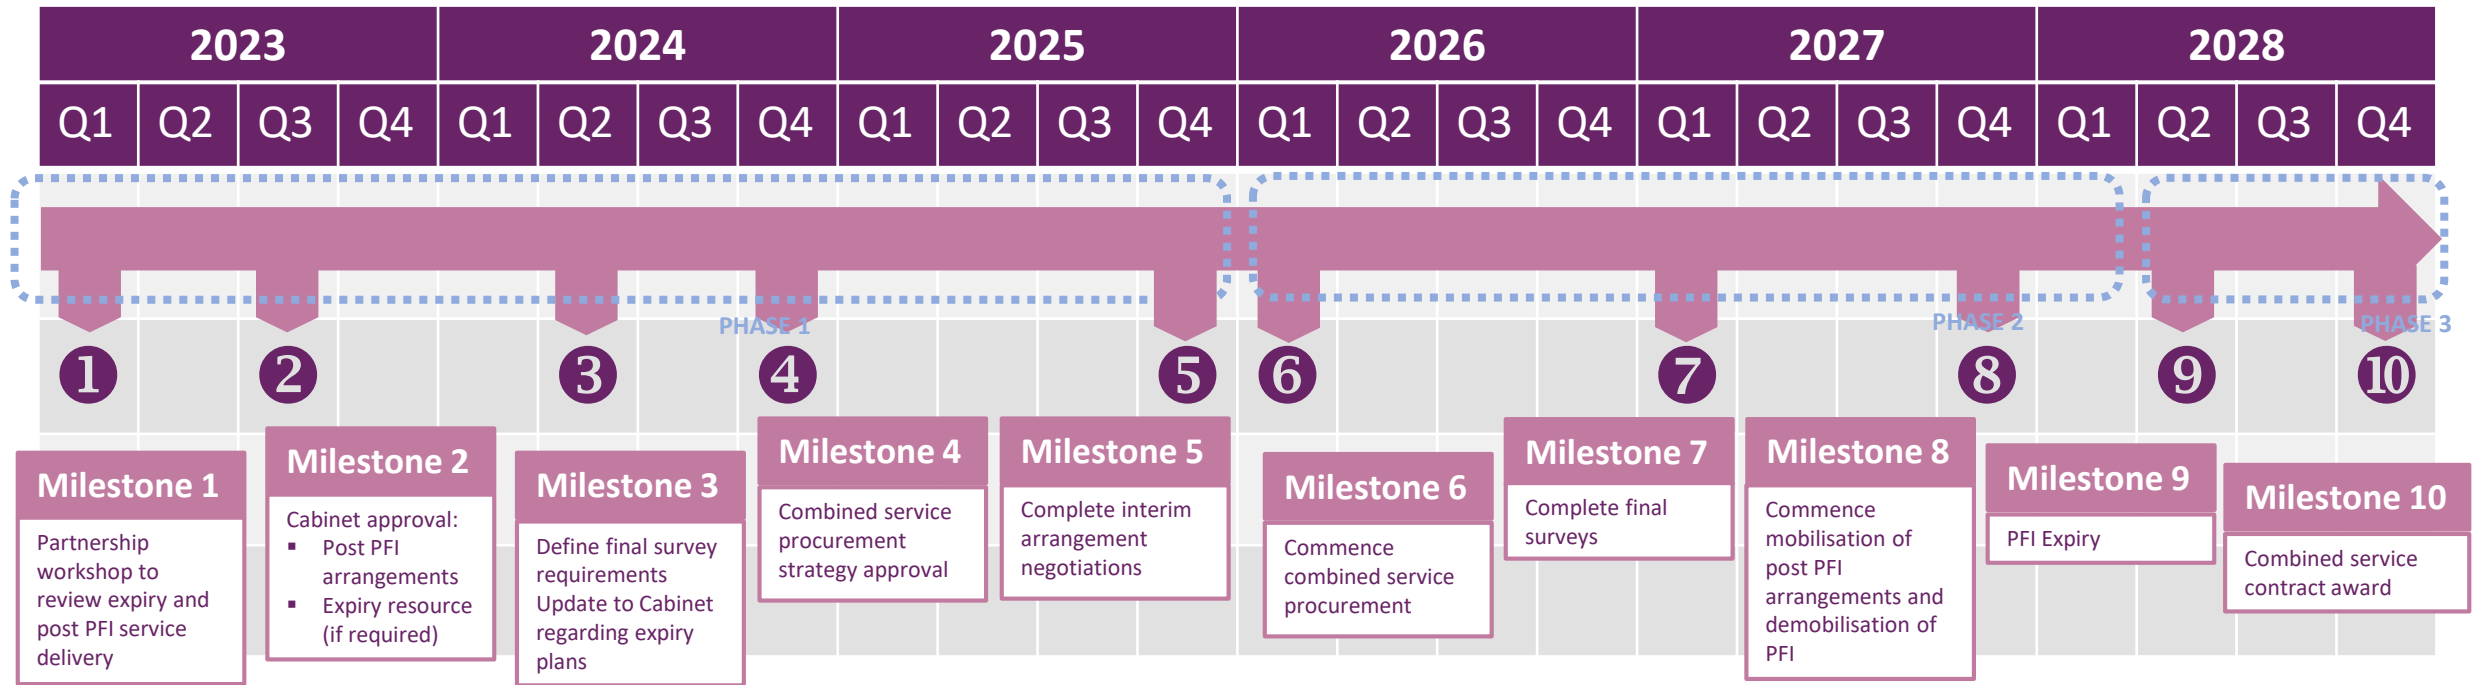 2023 2024 2025 2026 2027 2028
Q1 Q2 Q3 Q4 Q1 Q2 Q3 Q4 Q1 Q2 Q3 Q4 Q1 Q2 Q3 Q4 Q1 Q2 Q3 Q4 Q1 Q2 Q3 Q4
PHASE 1
PHASE 2
PHASE 3
1 2 3 4 5 6 7 8 9 10
Milestone 1
Partnership
workshop to
review expiry and
post PFI service
delivery
Milestone 2
Cabinet approval:
▪ Post PFI
arrangements
▪ Expiry resource
(if required)
Milestone 3
Define final survey
requirements
Update to Cabinet
regarding expiry
plans
Milestone 4
Combined service
procurement
strategy approval
Milestone 5
Complete interim
arrangement
negotiations
Milestone 6
Commence
combined service
procurement
Milestone 7
Complete final
surveys
Milestone 8
Commence
mobilisation of
post PFI
arrangements and
demobilisation of
PFI
Milestone 9
PFI Expiry
Milestone 10
Combined service
contract award